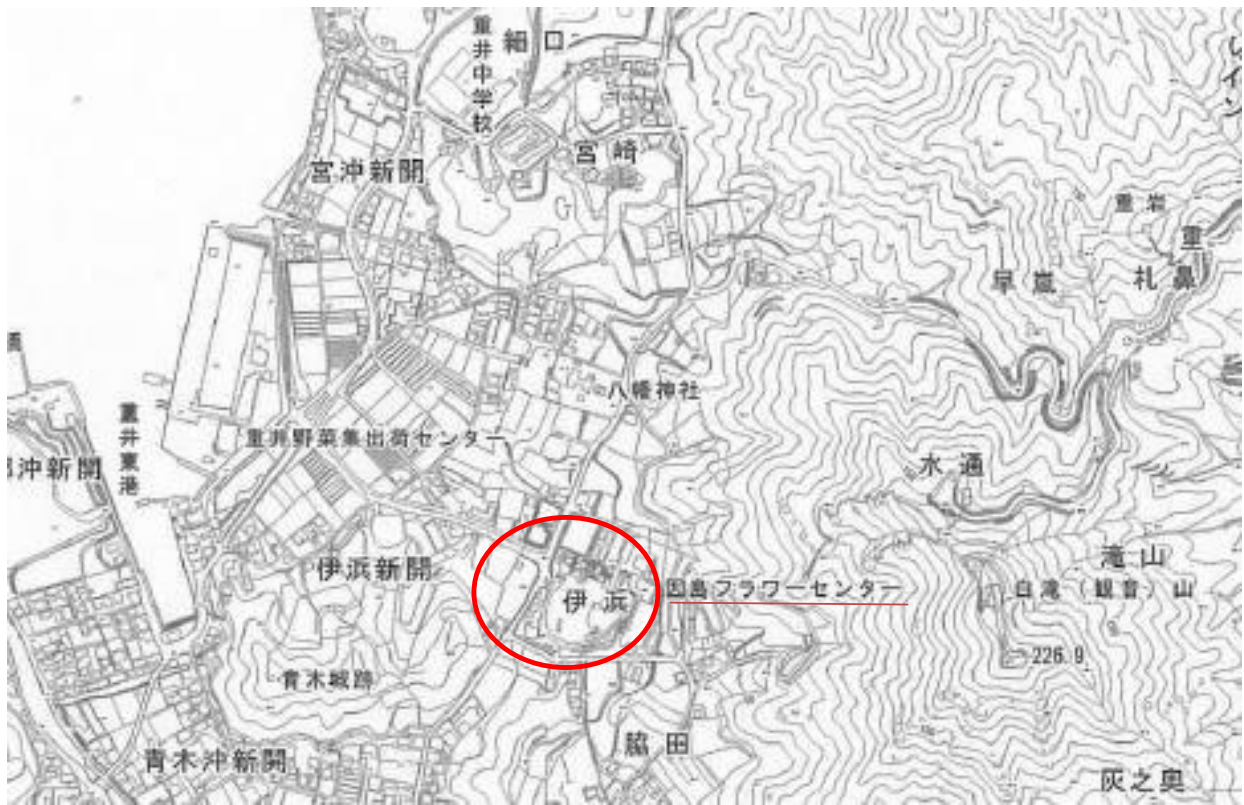 重井中学校
細口
宮崎
宮沖新開
重岩
早嵐
札鼻
八幡神社
重井東港
重井野菜集出荷センター
沖新開
水通
伊浜新開
伊浜
因島フラワーセンター
滝山
白滝(観音)山
226.9
青木城跡
脇田
青木沖新開
灰之奥